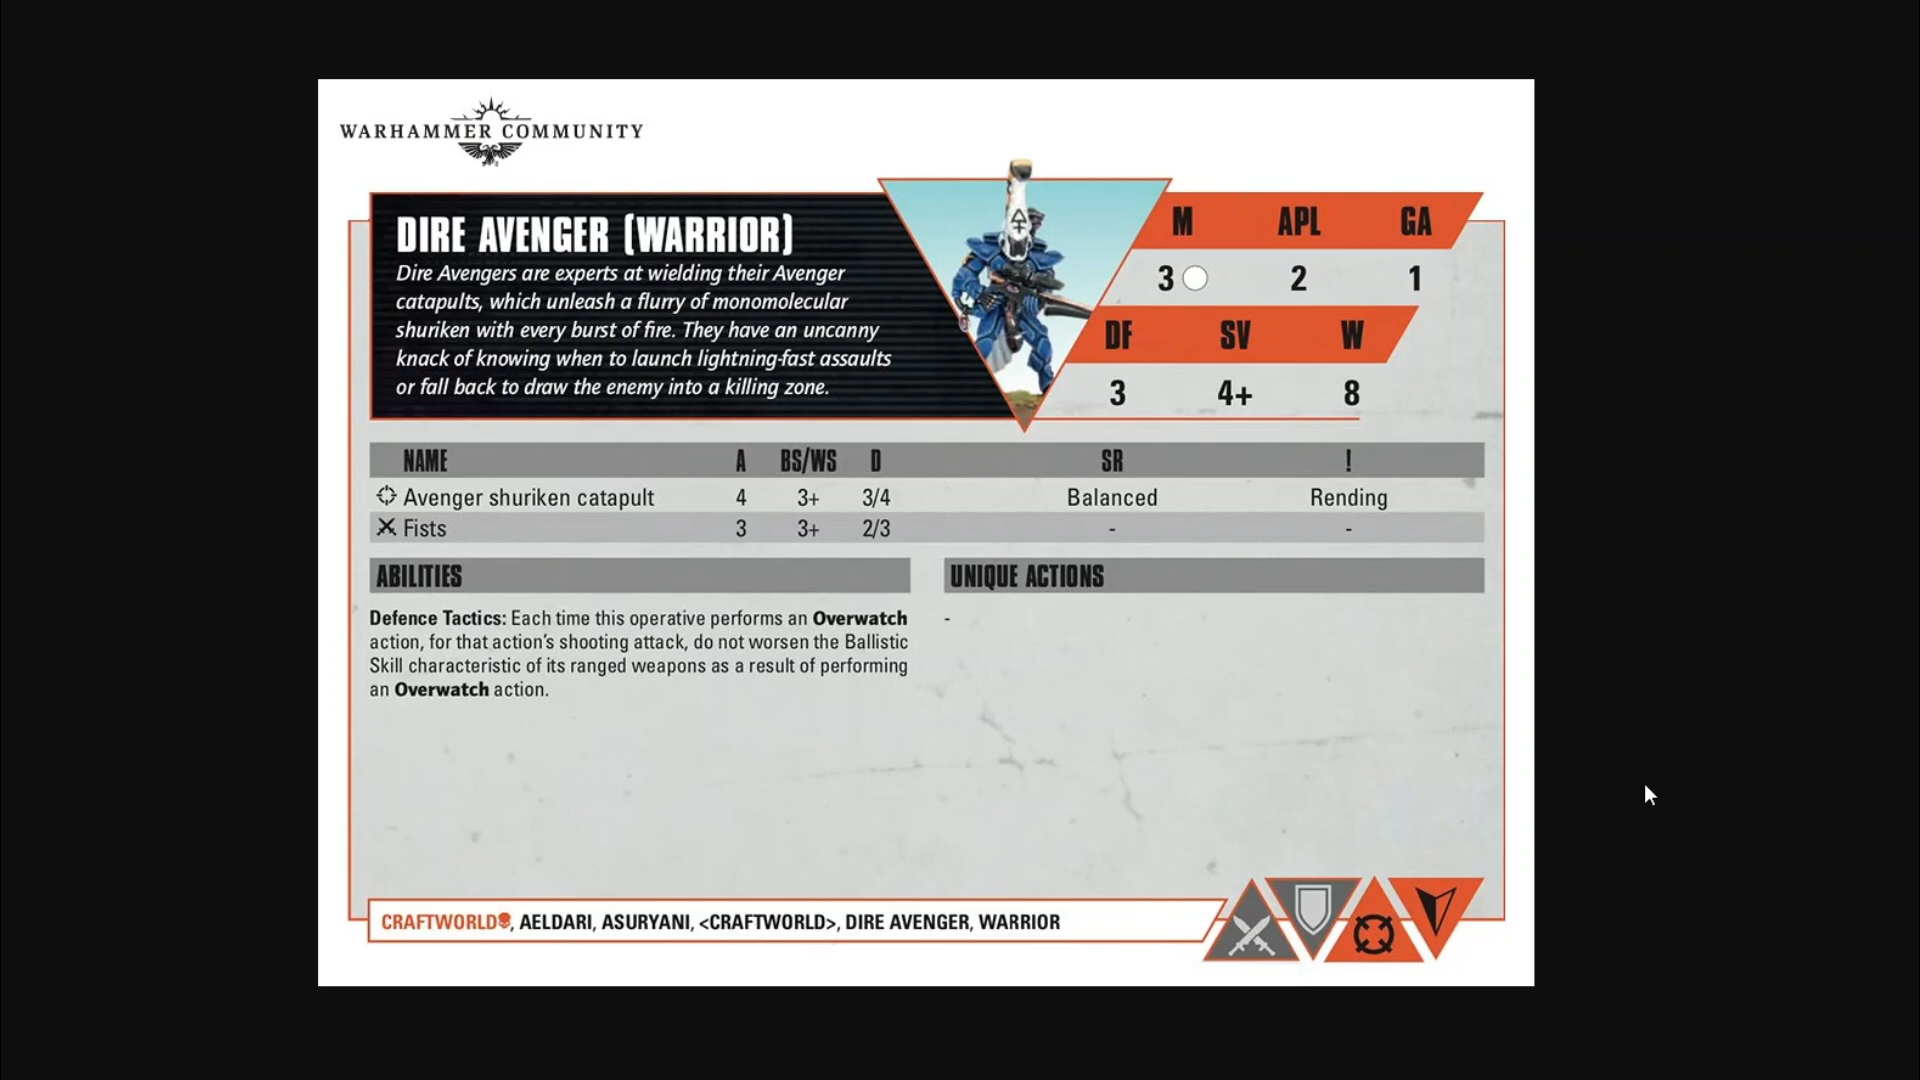 WARHAMMER COMMUNITY
DIRE AVENGER (WARRIOR)
Dire Avengers are experts at wielding their Avenger
catapults, which unleash a flurry of monomolecular
shuriken with every burst of fire. They have an uncanny
knack of knowing when to launch lightning-fast assaults
or fall back to draw the enemy into a killing zone.
M APL GA
3 2 1
DF SV W
3 4+ 8
NAME A BS/WS D SR !
Avenger shuriken catapult 4 3+ 3/4 Balanced Rending
Fists 3 3+ 2/3 - -
ABILITIES
Defence Tactics: Each time this operative performs an Overwatch
action, for that action's shooting attack, do not worsen the Ballistic
Skill characteristic of its ranged weapons as a result of performing
an Overwatch action.
UNIQUE ACTIONS
-
CRAFTWORLD, AELDARI, ASURYANI, <CRAFTWORLD>, DIRE AVENGER, WARRIOR